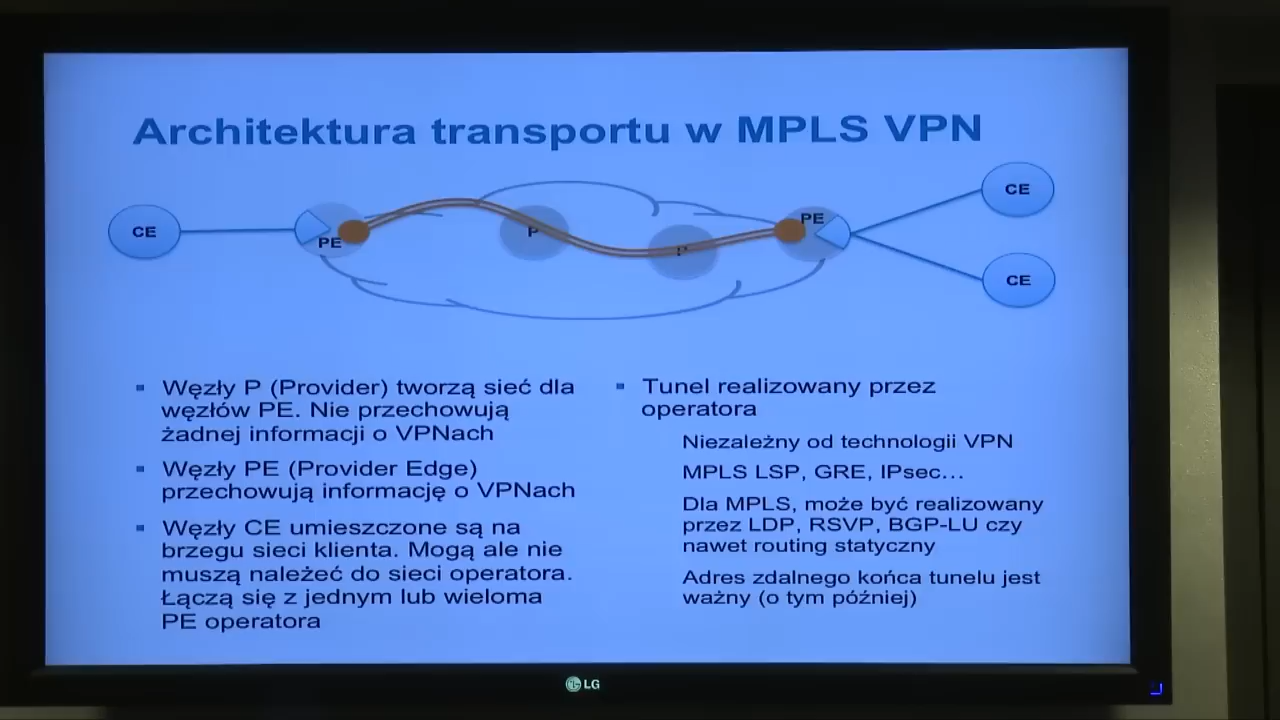 Architektura transportu w MPLS VPN
CE
PE
P
P
PE
CE
CE
Węzły P (Provider) tworzą sieć dla
węzłów PE. Nie przechowują
żadnej informacji o VPNach
Węzły PE (Provider Edge)
przechowują informację o VPNach
Węzły CE umieszczone są na
brzegu sieci klienta. Mogą ale nie
muszą należeć do sieci operatora.
Łączą się z jednym lub wieloma
PE operatora
Tunel realizowany przez
operatora
Niezależny od technologii VPN
MPLS LSP, GRE, IPsec...
Dla MPLS, może być realizowany
przez LDP, RSVP, BGP-LU czy
nawet routing statyczny
Adres zdalnego końca tunelu jest
ważny (o tym później)
LG